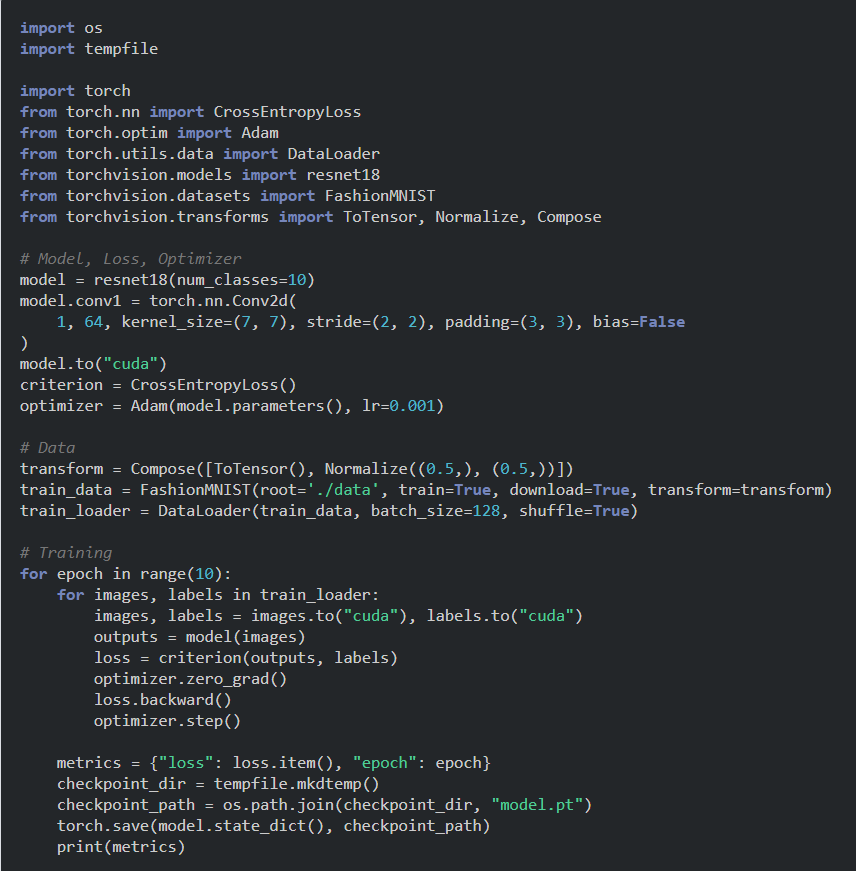 import os
import tempfile

import torch
from torch.nn import CrossEntropyLoss
from torch.optim import Adam
from torch.utils.data import DataLoader
from torchvision.models import resnet18
from torchvision.datasets import FashionMNIST
from torchvision.transforms import ToTensor, Normalize, Compose

# Model, Loss, Optimizer
model = resnet18(num_classes=10)
model.conv1 = torch.nn.Conv2d(
    1, 64, kernel_size=(7, 7), stride=(2, 2), padding=(3, 3), bias=False
)
model.to("cuda")
criterion = CrossEntropyLoss()
optimizer = Adam(model.parameters(), lr=0.001)

# Data
transform = Compose([ToTensor(), Normalize((0.5,), (0.5,))])
train_data = FashionMNIST(root='./data', train=True, download=True, transform=transform)
train_loader = DataLoader(train_data, batch_size=128, shuffle=True)

# Training
for epoch in range(10):
    for images, labels in train_loader:
        images, labels = images.to("cuda"), labels.to("cuda")
        outputs = model(images)
        loss = criterion(outputs, labels)
        optimizer.zero_grad()
        loss.backward()
        optimizer.step()

    metrics = {"loss": loss.item(), "epoch": epoch}
    checkpoint_dir = tempfile.mkdtemp()
    checkpoint_path = os.path.join(checkpoint_dir, "model.pt")
    torch.save(model.state_dict(), checkpoint_path)
    print(metrics)